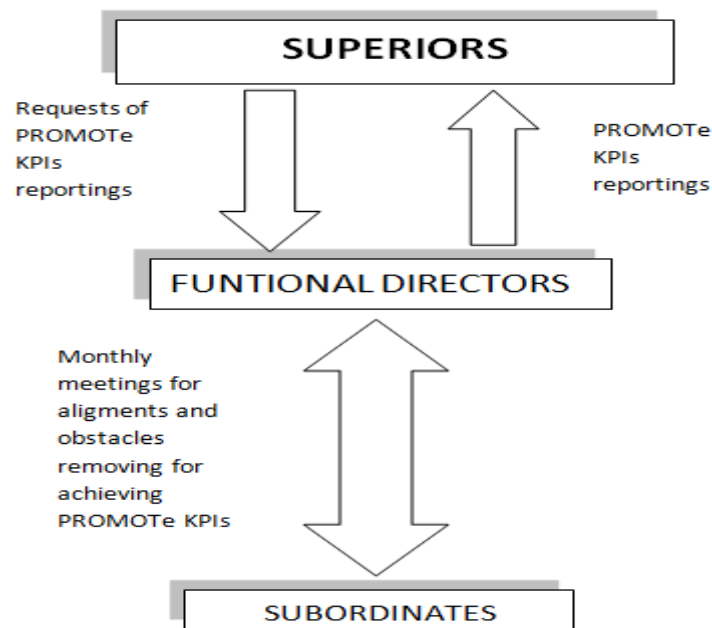 SUPERIORS
Requests of
PROMOTe
KPIs
reportings
PROMOTe
KPIs
reportings
FUNTIONAL DIRECTORS
Monthly
meetings for
aligments and
obstacles
removing for
achieving
PROMOTe KPIs
SUBORDINATES